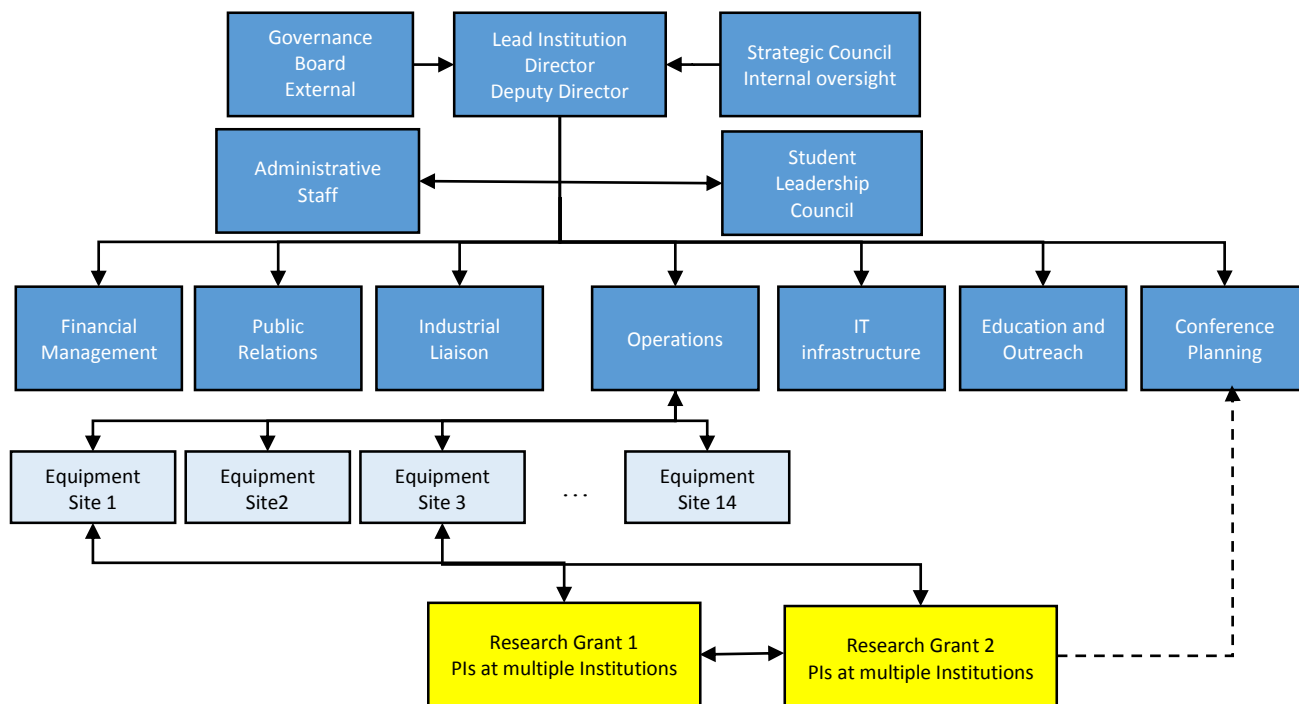 Governance
Board
External
Lead Institution
Director
Deputy Director
Strategic Council
Internal oversight
Administrative
Staff
Student
Leadership
Council
Financial
Management
Public
Relations
Industrial
Liaison
Operations
IT
infrastructure
Education and
Outreach
Conference
Planning
Equipment
Site 1
Equipment
Site2
Equipment
Site 3
...
Equipment
Site 14
Research Grant 1
PIs at multiple Institutions
Research Grant 2
PIs at multiple Institutions